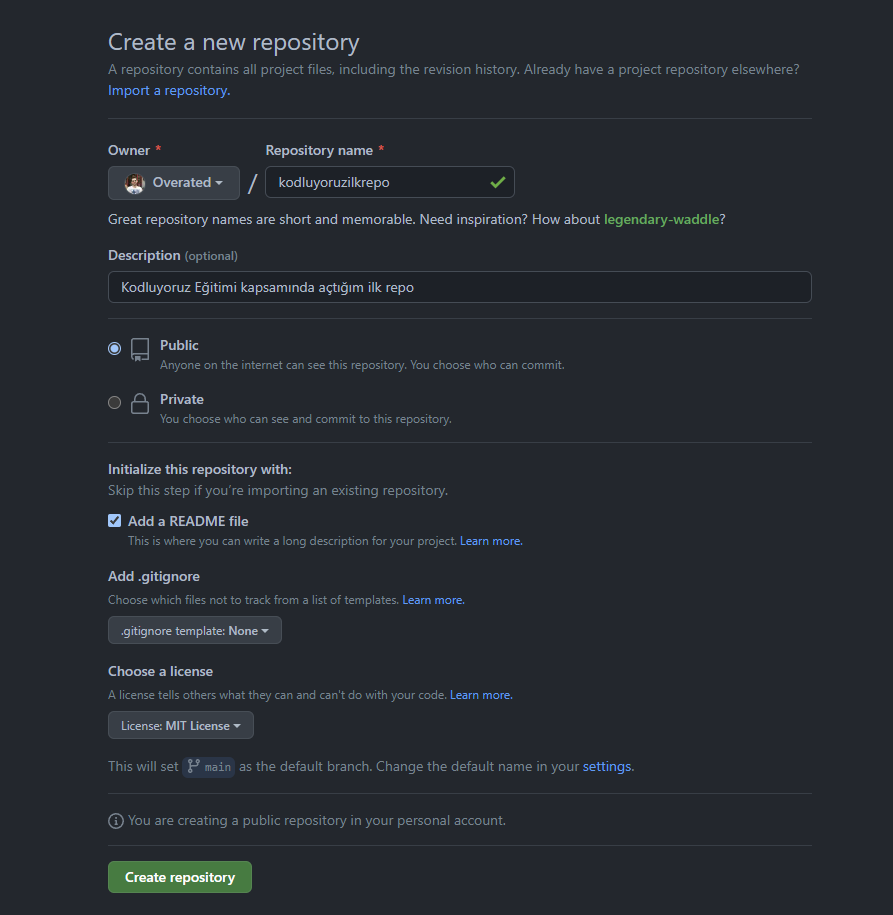 Create a new repository
A repository contains all project files, including the revision history. Already have a project repository elsewhere?
Import a repository.
Owner * Repository name *
Overated / kodluyoruzilkrepo
Great repository names are short and memorable. Need inspiration? How about legendary-waddle?
Description (optional)
Kodluyoruz Eğitimi kapsamında açtığım ilk repo
Public
Anyone on the internet can see this repository. You choose who can commit.
Private
You choose who can see and commit to this repository.
Initialize this repository with:
Skip this step if you're importing an existing repository.
Add a README file
This is where you can write a long description for your project. Learn more.
Add .gitignore
Choose which files not to track from a list of templates. Learn more.
.gitignore template: None
Choose a license
A license tells others what they can and can't do with your code. Learn more.
License: MIT License
This will set main as the default branch. Change the default name in your settings.
You are creating a public repository in your personal account.
Create repository